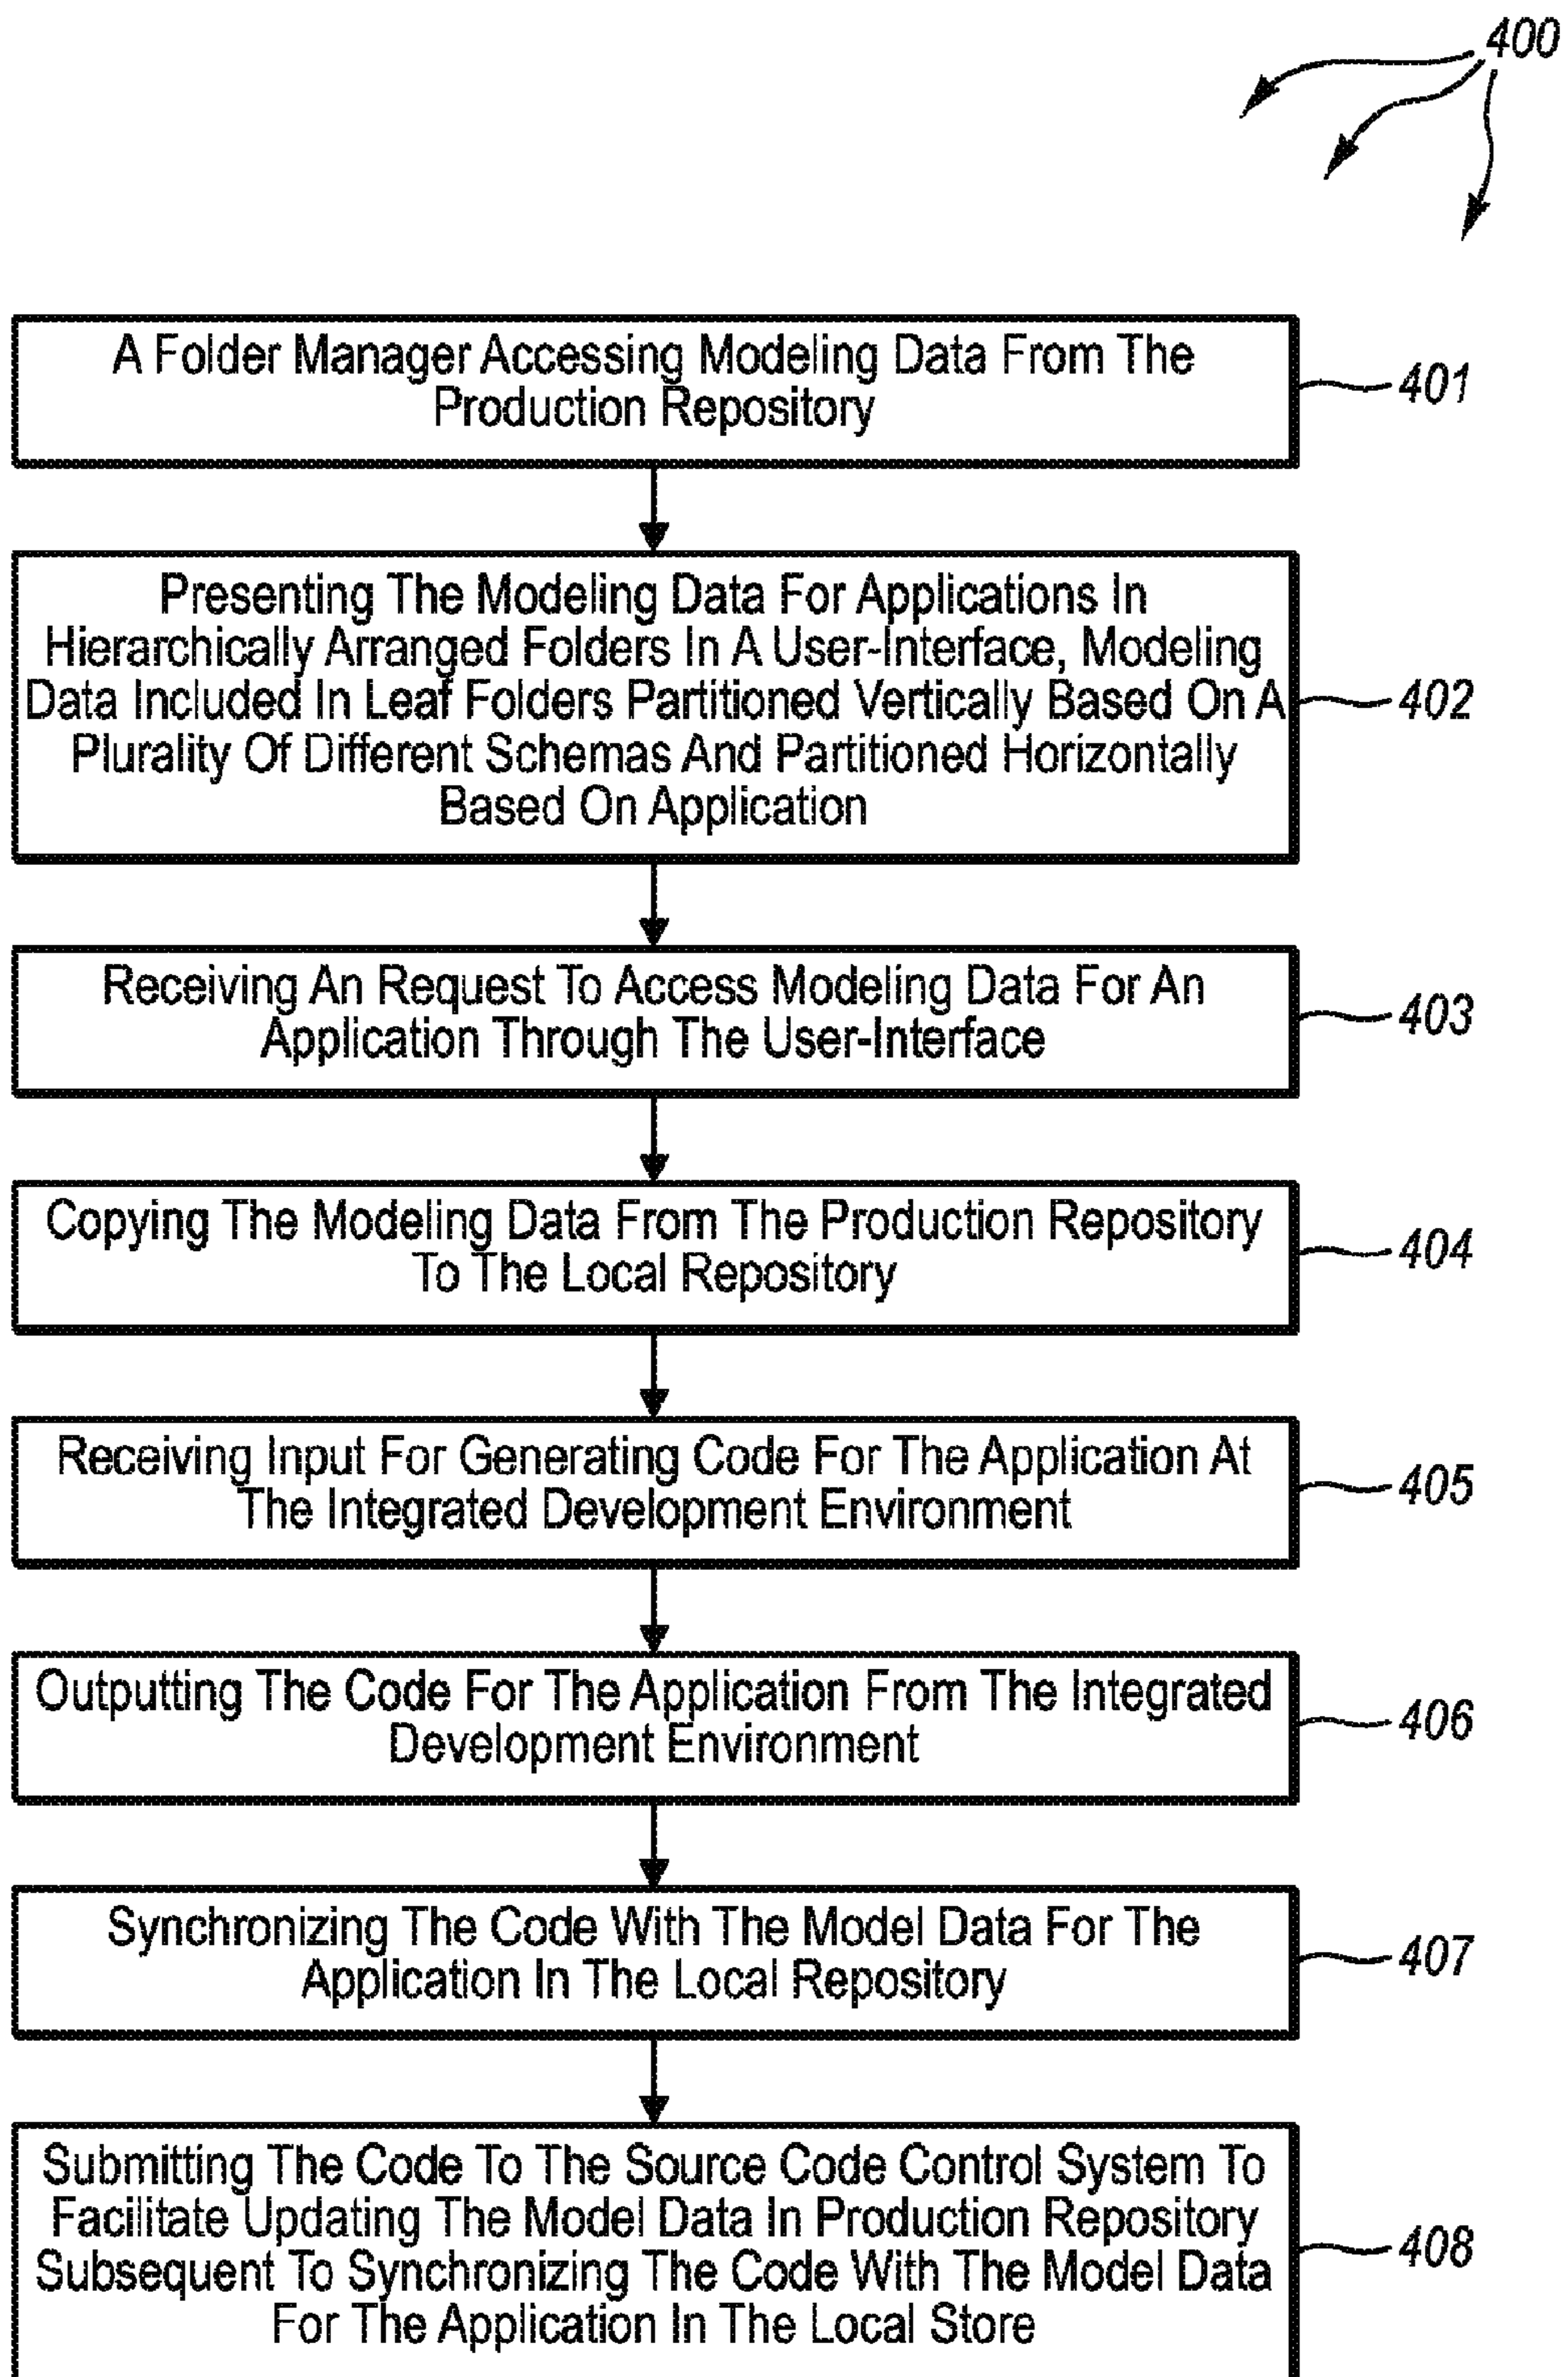 400
A Folder Manager Accessing Modeling Data From The
Production Repository
401
Presenting The Modeling Data For Applications In
Hierarchically Arranged Folders In A User-Interface, Modeling
Data Included In Leaf Folders Partitioned Vertically Based On A
Plurality Of Different Schemas And Partitioned Horizontally
Based On Application
402
Receiving An Request To Access Modeling Data For An
Application Through The User-Interface
403
Copying The Modeling Data From The Production Repository
To The Local Repository
404
Receiving Input For Generating Code For The Application At
The Integrated Development Environment
405
Outputting The Code For The Application From The Integrated
Development Environment
406
Synchronizing The Code With The Model Data For The
Application In The Local Repository
407
Submitting The Code To The Source Code Control System To
Facilitate Updating The Model Data In Production Repository
Subsequent To Synchronizing The Code With The Model Data
For The Application In The Local Store
408